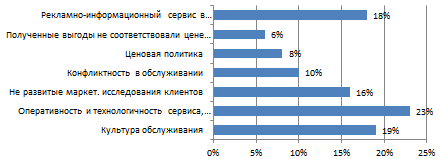 Рекламно-информационный сервис в ...
18%
Полученные выгоды не соответствовали цене
6%
Ценовая политика
8%
Конфликтность в обслуживании
10%
Не развитые маркет. исследования клиентов
16%
Оперативность и технологичность сервиса,...
23%
Культура обслуживания
19%
0% 5% 10% 15% 20% 25%